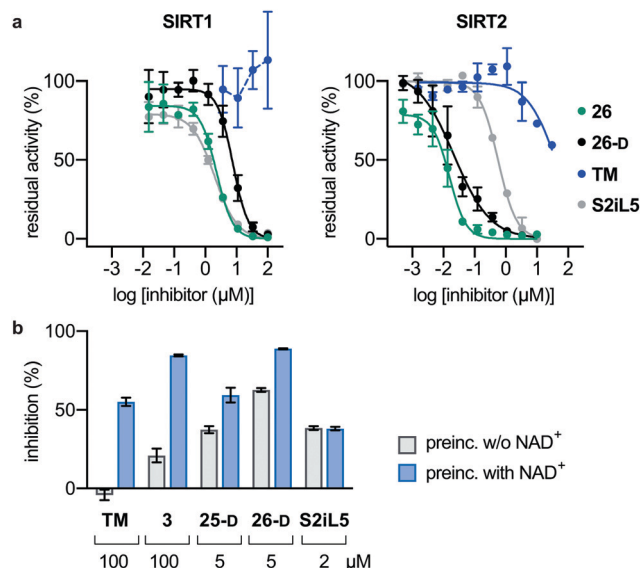 a
SIRT1
SIRT2
residual activity (%)
100
50
0
-3 -2 -1 0 1 2
log [inhibitor (µM)]
residual activity (%)
100
50
0
-3 -2 -1 0 1 2
log [inhibitor (µM)]
26
26-D
TM
S2iL5
b
inhibition (%)
100
50
0
TM 3 25-D 26-D S2iL5
100 100 5 5 2 µM
preinc. w/o NAD⁺
preinc. with NAD⁺